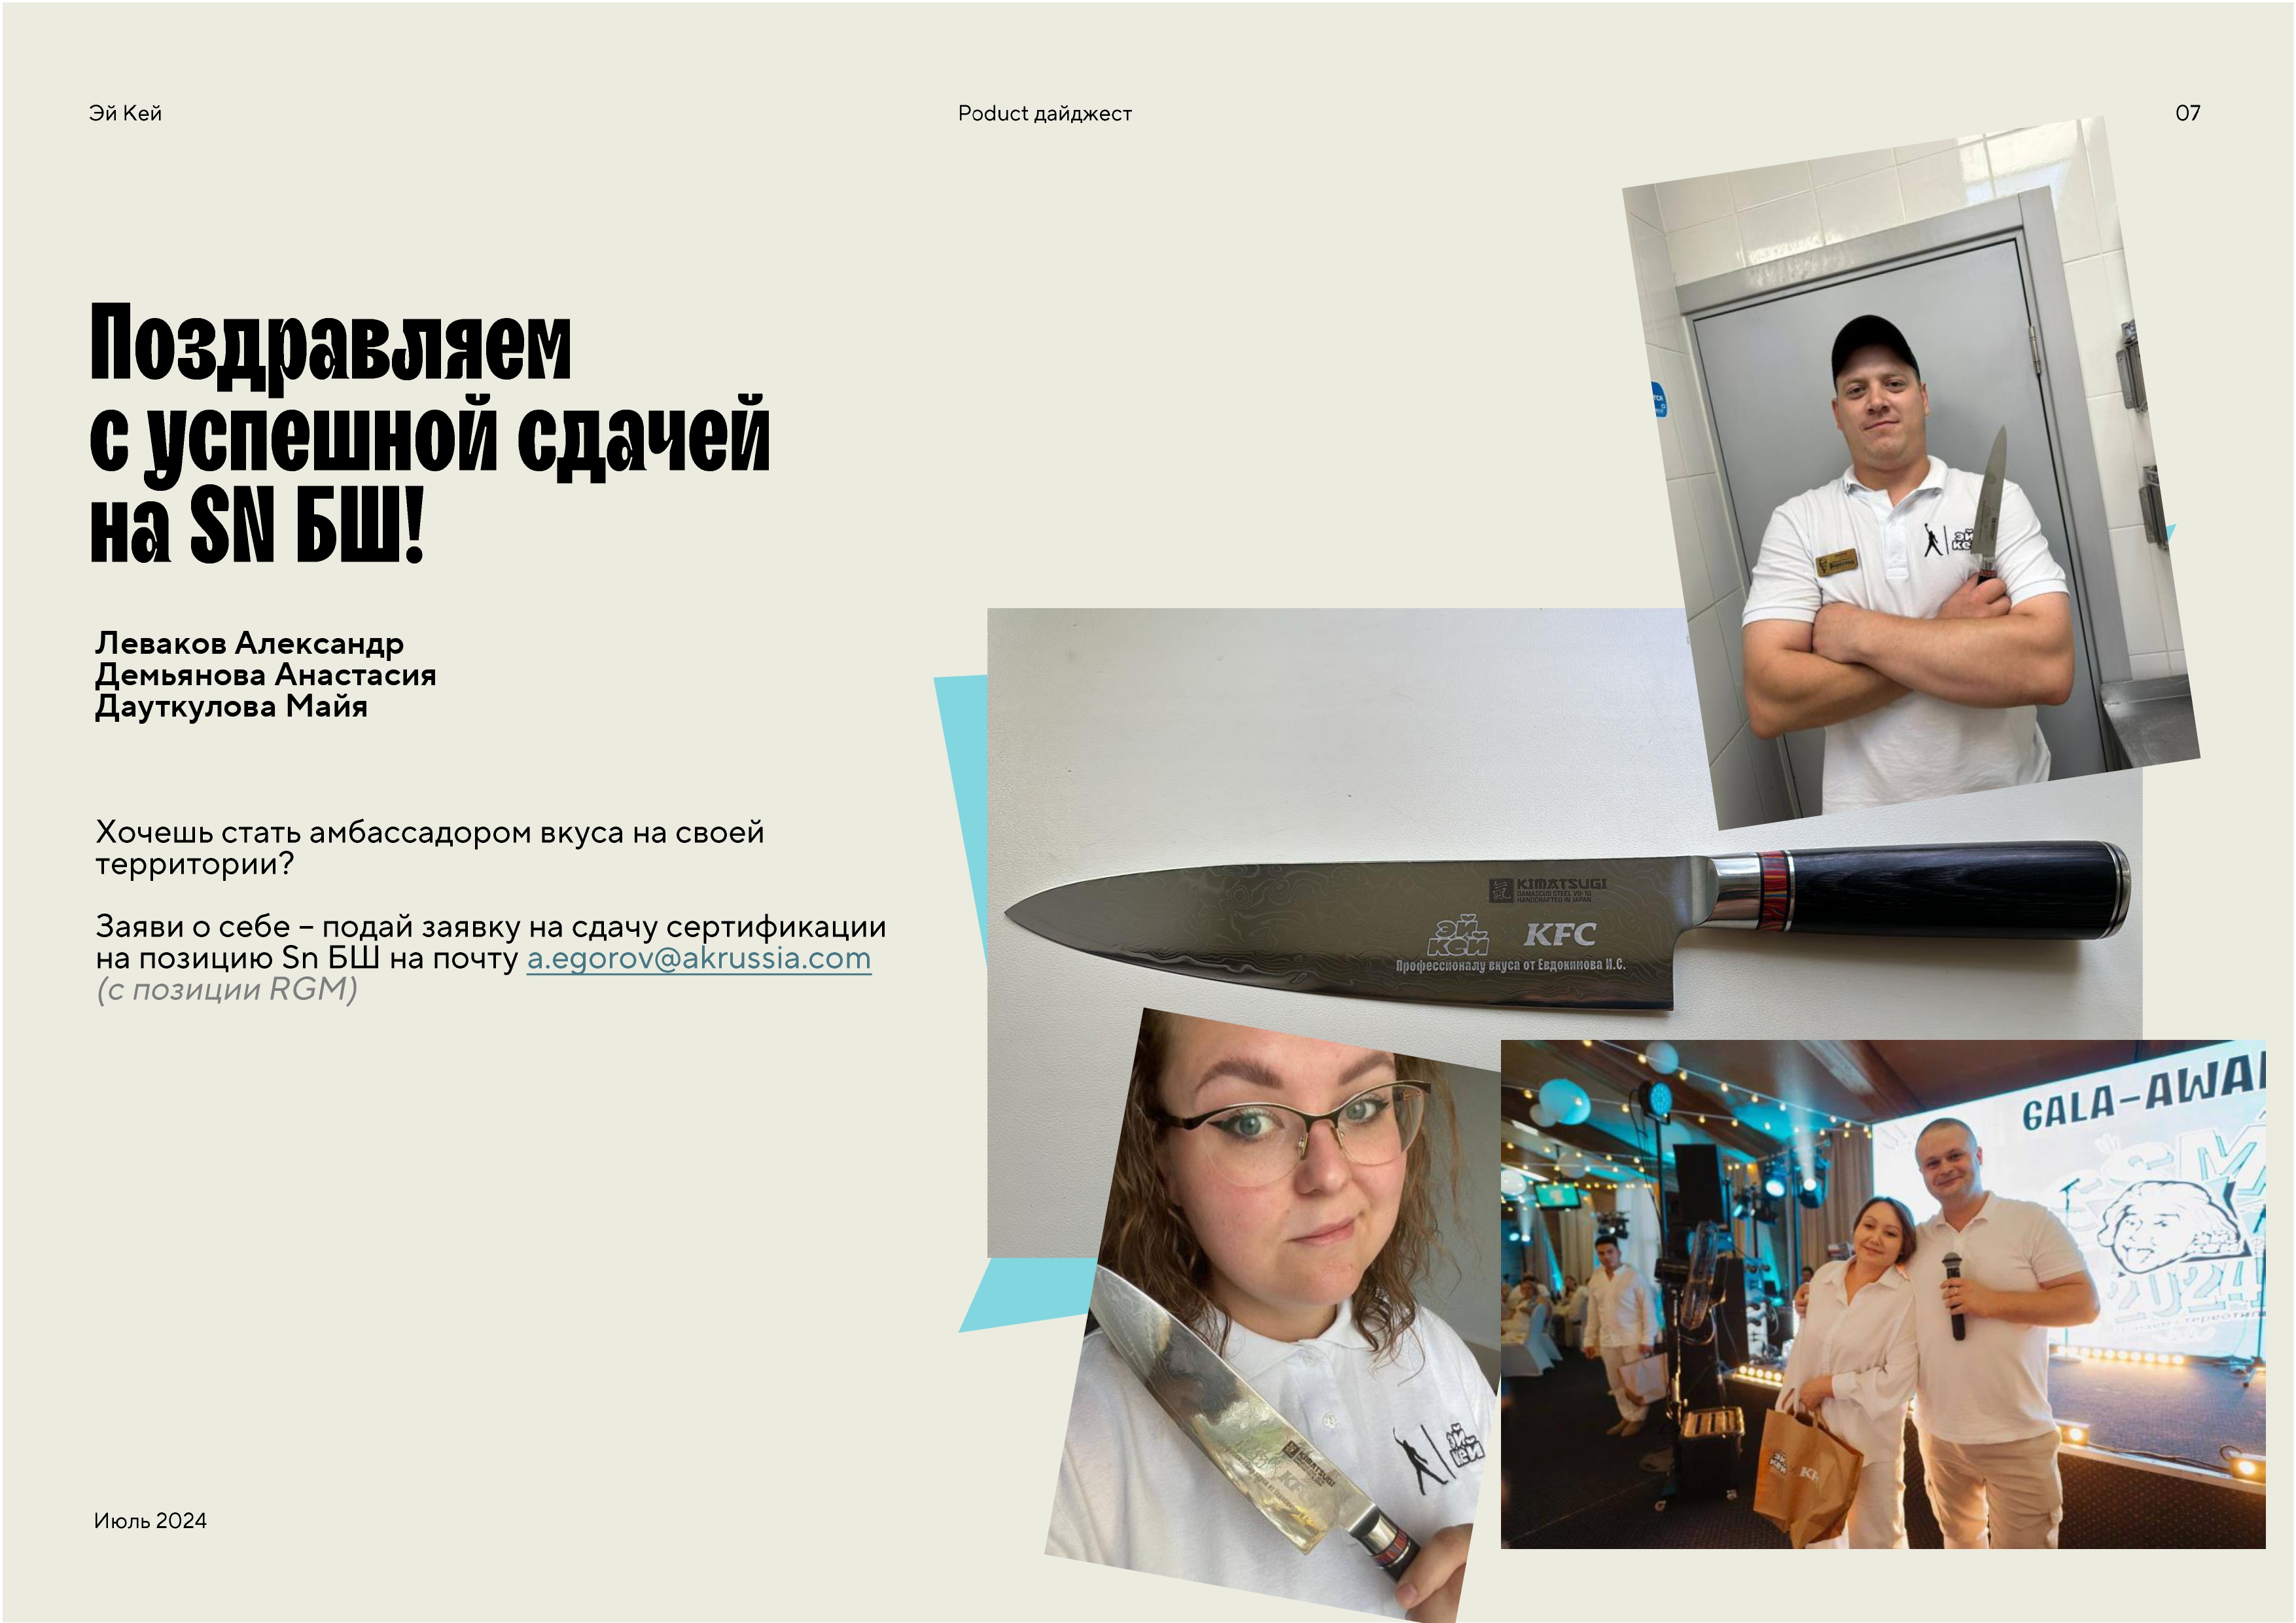 Эй Кей
Poduct дайджест
07
Поздравляем
с успешной сдачей
на SN БШ!
Леваков Александр
Демьянова Анастасия
Дауткулова Майя
Хочешь стать амбассадором вкуса на своей
территории?
Заяви о себе – подай заявку на сдачу сертификации
на позицию Sn БШ на почту a.egorov@akrussia.com
(с позиции RGM)
KIMATSUGI
DAMASCUS STEEL VG-10
HANDCRAFTED IN JAPAN
эй
кей
KFC
Профессионалу вкуса от Евдокимова И.С.
GALA-AWA
2024
эй
кей
KIMATSUGI
Июль 2024